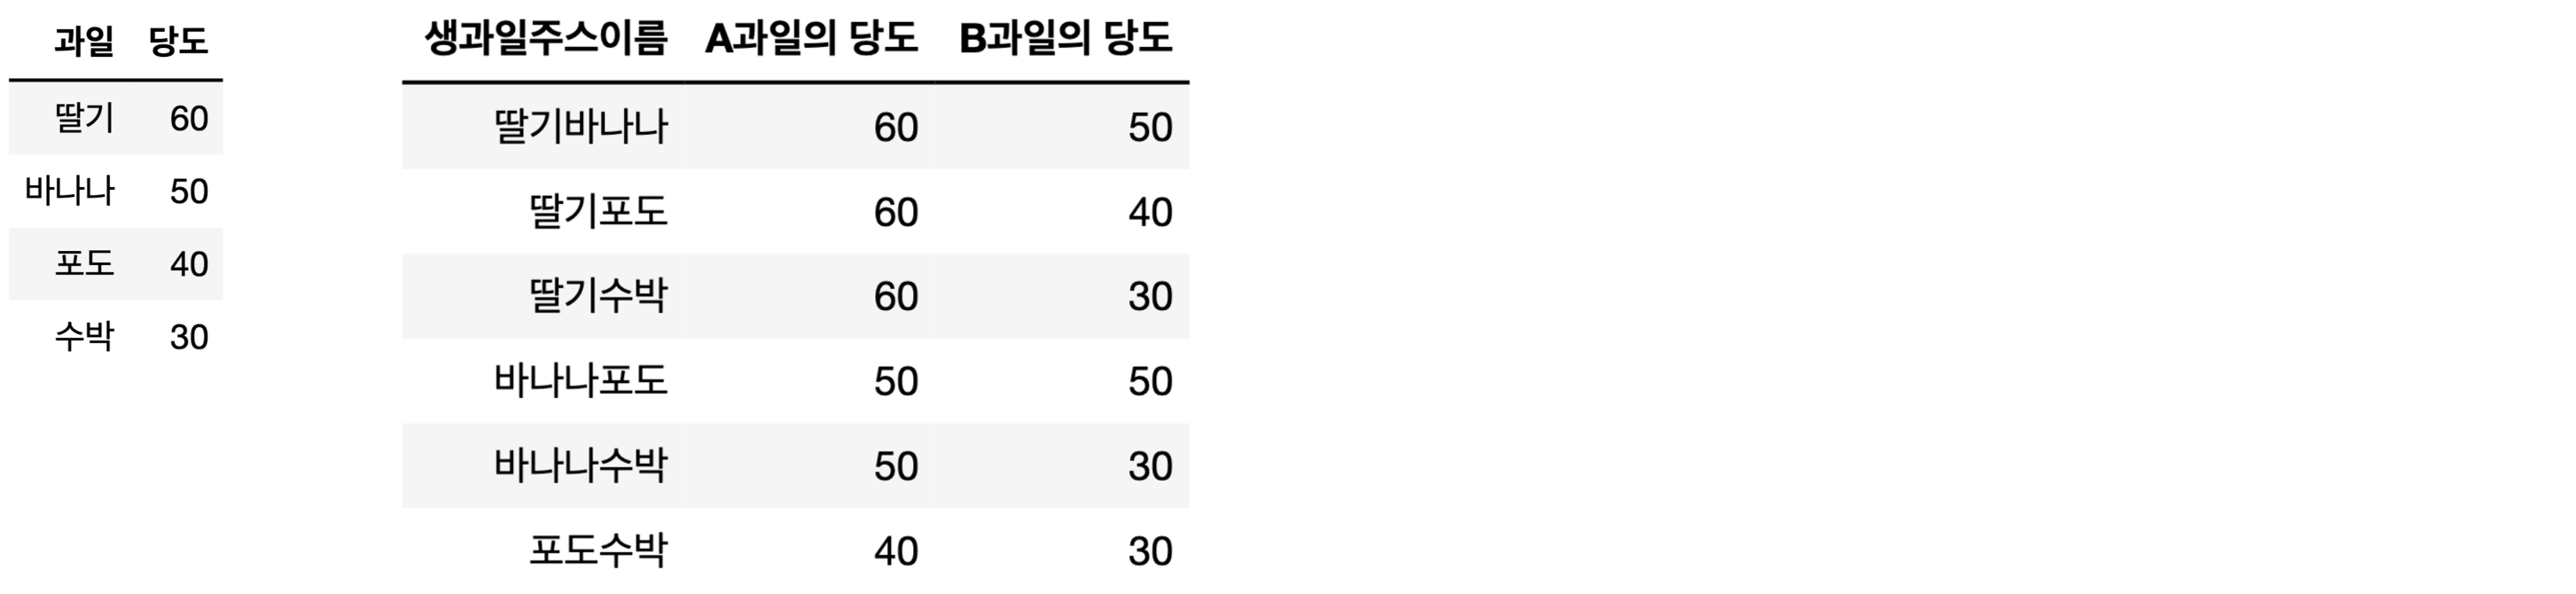 과일 당도
딸기 60
바나나 50
포도 40
수박 30
생과일주스이름 A과일의 당도 B과일의 당도
딸기바나나 60 50
딸기포도 60 40
딸기수박 60 30
바나나포도 50 50
바나나수박 50 30
포도수박 40 30